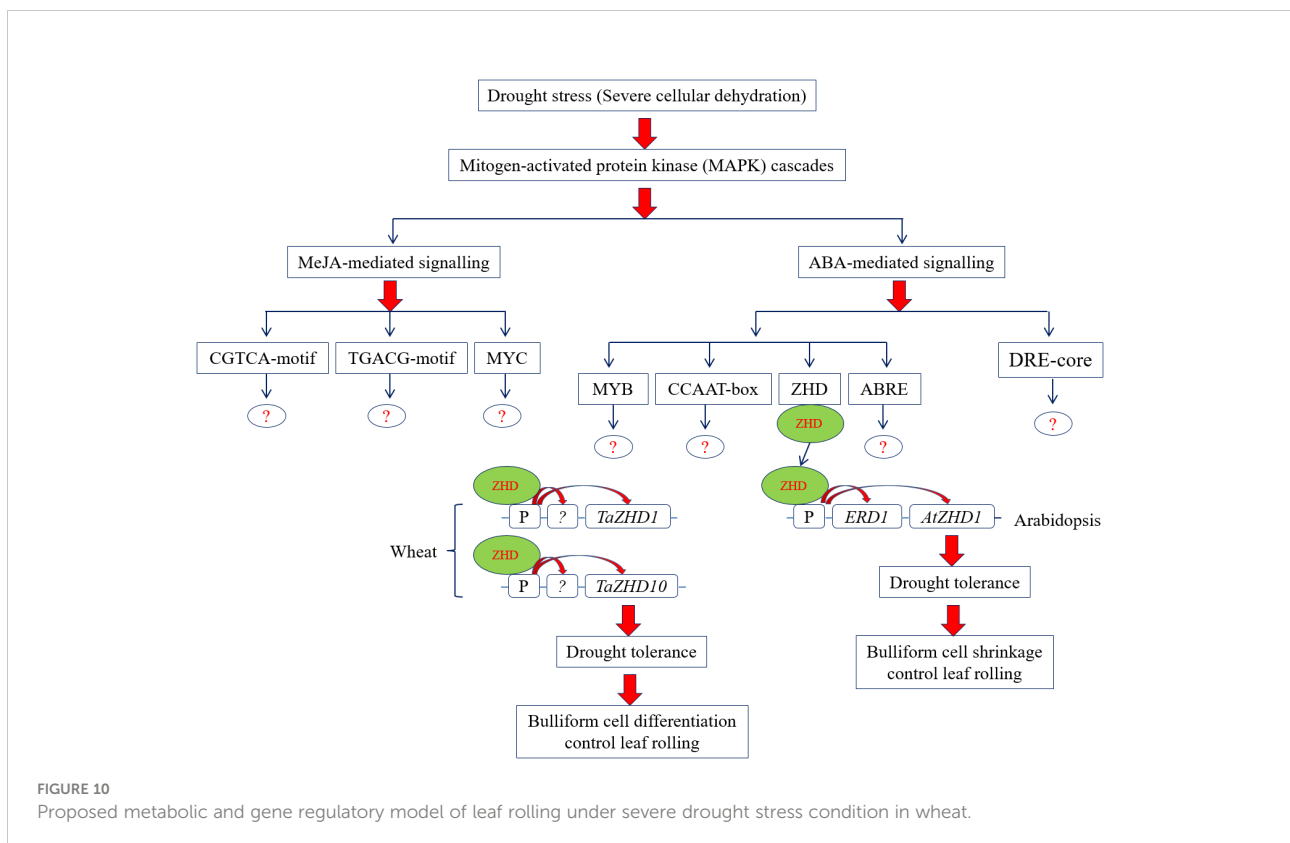 Drought stress (Severe cellular dehydration)
Mitogen-activated protein kinase (MAPK) cascades
MeJA-mediated signalling
ABA-mediated signalling
CGTCA-motif
TGACG-motif
MYC
?
?
?
MYB
CCAAT-box
ZHD
ABRE
DRE-core
ZHD
?
?
?
?
Wheat
ZHD
P
?
TaZHD1
ZHD
P
?
TaZHD10
Drought tolerance
Bulliform cell differentiation
control leaf rolling
ZHD
P
ERD1
AtZHD1
Arabidopsis
Drought tolerance
Bulliform cell shrinkage
control leaf rolling
FIGURE 10
Proposed metabolic and gene regulatory model of leaf rolling under severe drought stress condition in wheat.